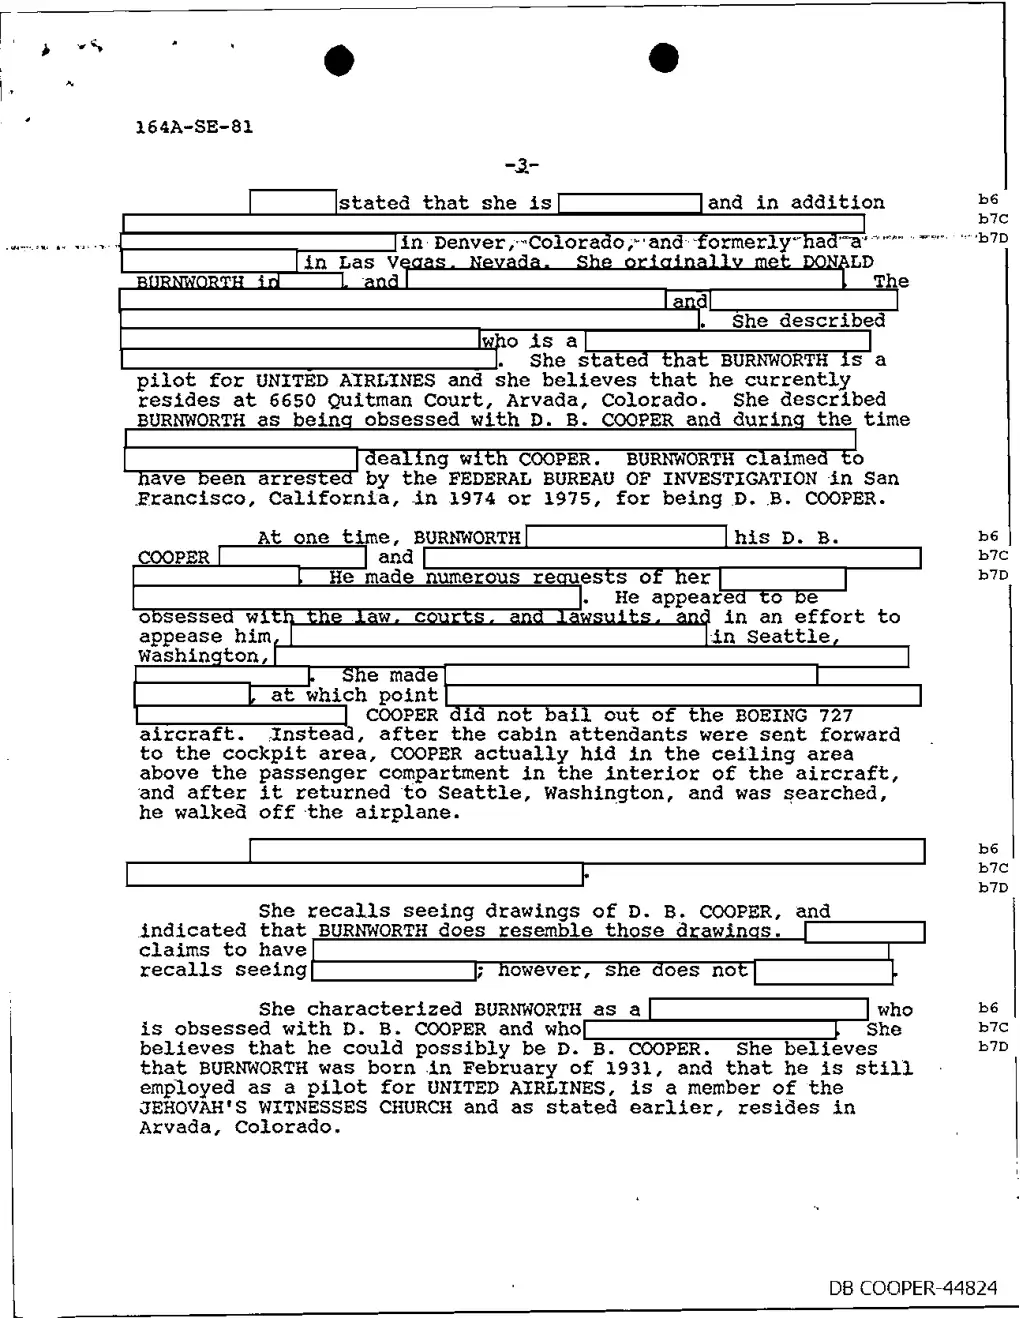 164A-SE-81
-3-
stated that she is and in addition b6
b7C
in Denver, Colorado, and formerly had a b7D
in Las Vegas, Nevada. She originally met DONALD
BURNWORTH in , and . The
and
. She described
who is a
. She stated that BURNWORTH is a
pilot for UNITED AIRLINES and she believes that he currently
resides at 6650 Quitman Court, Arvada, Colorado. She described
BURNWORTH as being obsessed with D. B. COOPER and during the time
dealing with COOPER. BURNWORTH claimed to
have been arrested by the FEDERAL BUREAU OF INVESTIGATION in San
Francisco, California, in 1974 or 1975, for being D. B. COOPER.
At one time, BURNWORTH his D. B. b6
COOPER and b7C
. He made numerous requests of her b7D
. He appeared to be
obsessed with the law, courts, and lawsuits, and in an effort to
appease him, in Seattle,
Washington,
. She made
, at which point
COOPER did not bail out of the BOEING 727
aircraft. Instead, after the cabin attendants were sent forward
to the cockpit area, COOPER actually hid in the ceiling area
above the passenger compartment in the interior of the aircraft,
and after it returned to Seattle, Washington, and was searched,
he walked off the airplane.
b6
. b7C
b7D
She recalls seeing drawings of D. B. COOPER, and
indicated that BURNWORTH does resemble those drawings.
claims to have
recalls seeing ; however, she does not .
She characterized BURNWORTH as a who b6
is obsessed with D. B. COOPER and who . She b7C
believes that he could possibly be D. B. COOPER. She believes b7D
that BURNWORTH was born in February of 1931, and that he is still
employed as a pilot for UNITED AIRLINES, is a member of the
JEHOVAH'S WITNESSES CHURCH and as stated earlier, resides in
Arvada, Colorado.
DB COOPER-44824